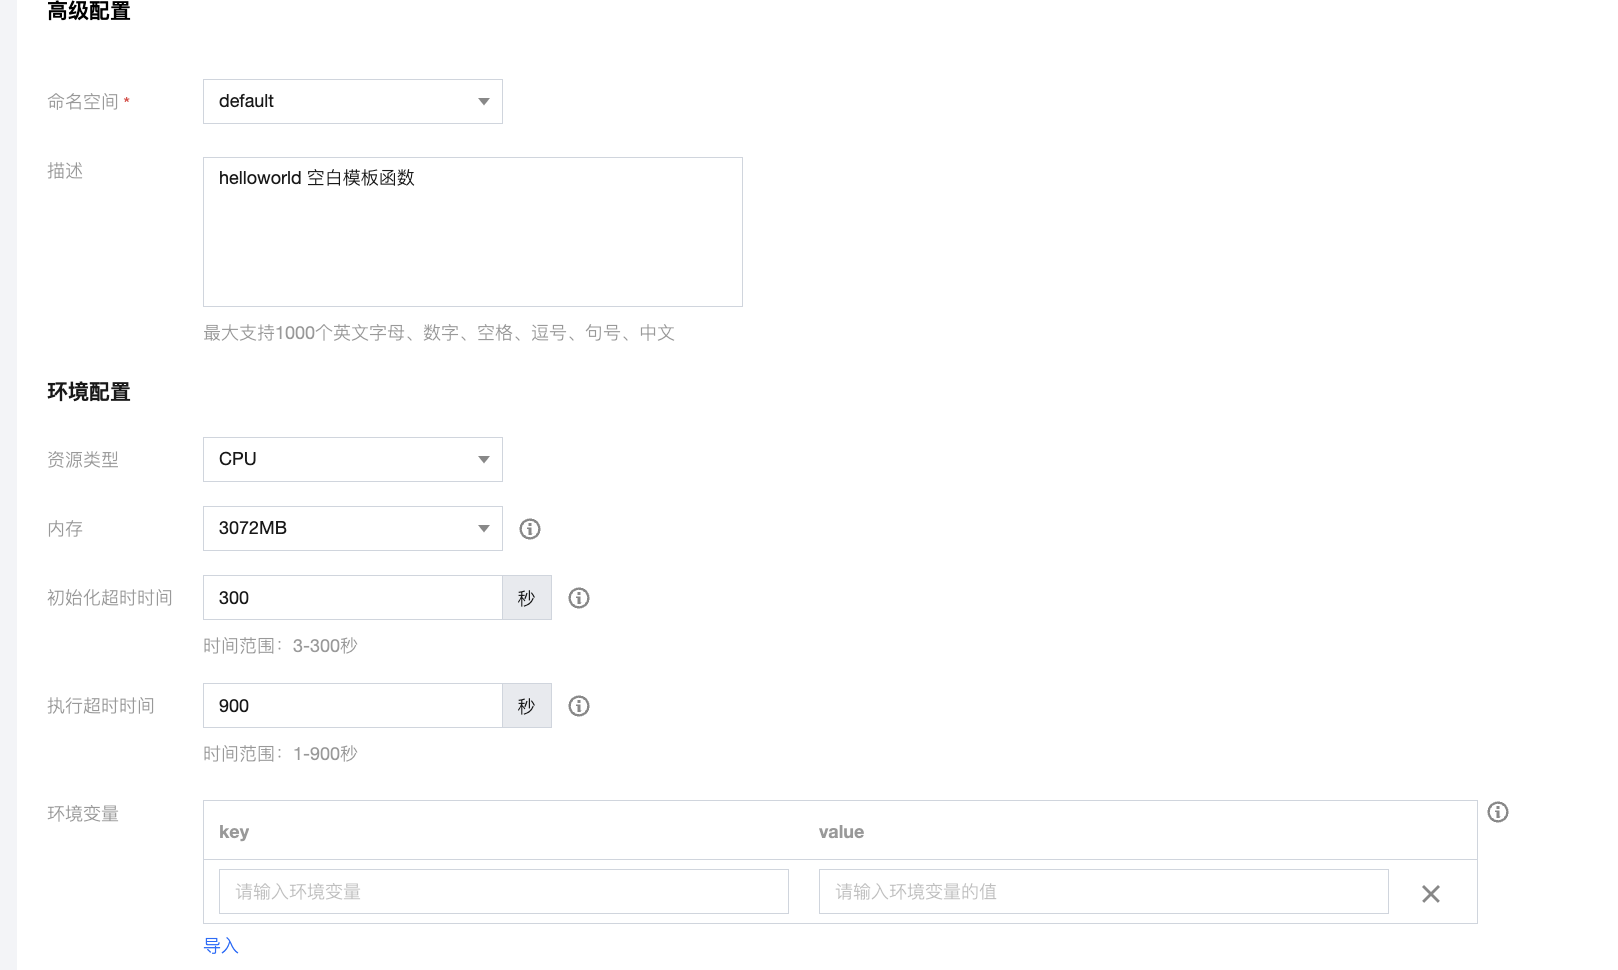 高级配置
命名空间 *
default
描述
helloworld 空白模板函数
最大支持1000个英文字母、数字、空格、逗号、句号、中文
环境配置
资源类型
CPU
内存
3072MB
初始化超时时间
300 秒
时间范围：3-300秒
执行超时时间
900 秒
时间范围：1-900秒
环境变量
key value
请输入环境变量 请输入环境变量的值
导入